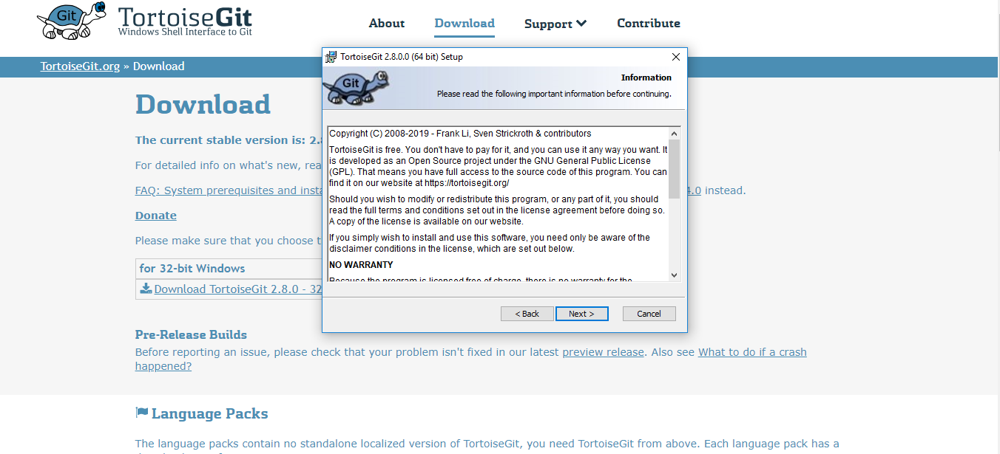 Git
TortoiseGit
Windows Shell Interface to Git
About
Download
Support
Contribute
TortoiseGit.org » Download
Download
The current stable version is: 2.
For detailed info on what's new, rea
FAQ: System prerequisites and insta
4.0 instead.
Donate
Please make sure that you choose t
for 32-bit Windows
Download TortoiseGit 2.8.0 - 32
Pre-Release Builds
Before reporting an issue, please check that your problem isn't fixed in our latest preview release. Also see What to do if a crash
happened?
Language Packs
The language packs contain no standalone localized version of TortoiseGit, you need TortoiseGit from above. Each language pack has a
TortoiseGit 2.8.0.0 (64 bit) Setup
Git
Information
Please read the following important information before continuing.
Copyright (C) 2008-2019 - Frank Li, Sven Strickroth & contributors
TortoiseGit is free. You don't have to pay for it, and you can use it any way you want. It
is developed as an Open Source project under the GNU General Public License
(GPL). That means you have full access to the source code of this program. You can
find it on our website at https://tortoisegit.org/
Should you wish to modify or redistribute this program, or any part of it, you should
read the full terms and conditions set out in the license agreement before doing so.
A copy of the license is available on our website.
If you simply wish to install and use this software, you need only be aware of the
disclaimer conditions in the license, which are set out below.
NO WARRANTY
Because the program is licensed free of charge, there is no warranty for the
< Back
Next >
Cancel